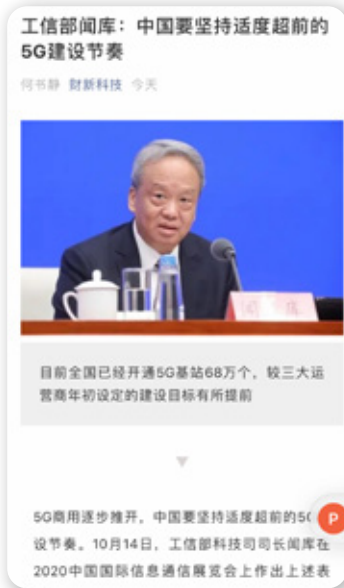 工信部闻库：中国要坚持适度超前的
5G建设节奏
何书静 财新科技 今天
目前全国已经开通5G基站68万个，较三大运
营商年初设定的建设目标有所提前
5G商用逐步推开，中国要坚持适度超前的5G
设节奏。10月14日，工信部科技司司长闻库在
2020中国国际信息通信展览会上作出上述表
P